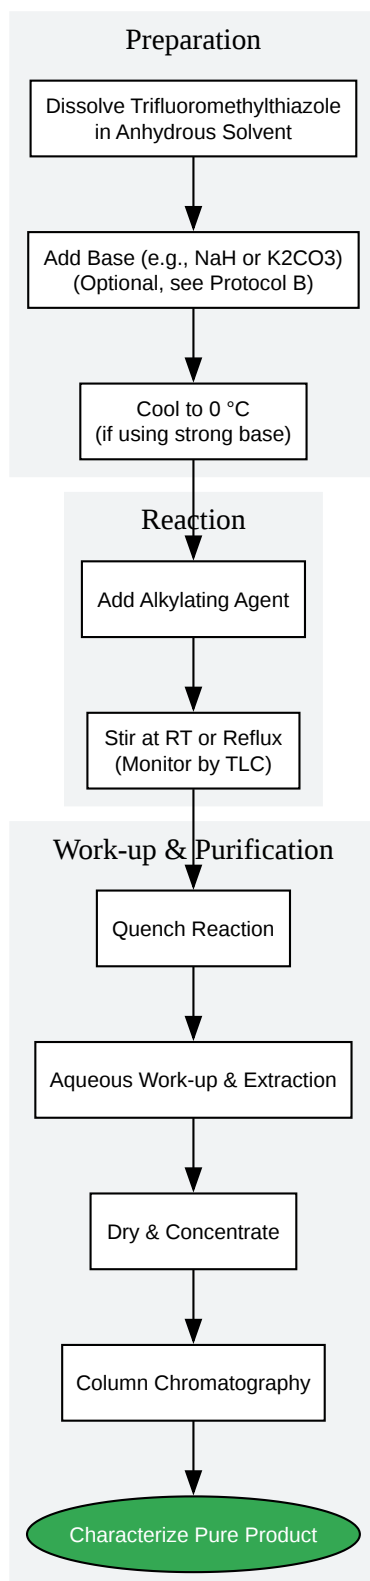 Preparation
Dissolve Trifluoromethylthiazole
in Anhydrous Solvent
Add Base (e.g., NaH or K2CO3)
(Optional, see Protocol B)
Cool to 0 °C
(if using strong base)
Reaction
Add Alkylating Agent
Stir at RT or Reflux
(Monitor by TLC)
Work-up & Purification
Quench Reaction
Aqueous Work-up & Extraction
Dry & Concentrate
Column Chromatography
Characterize Pure Product